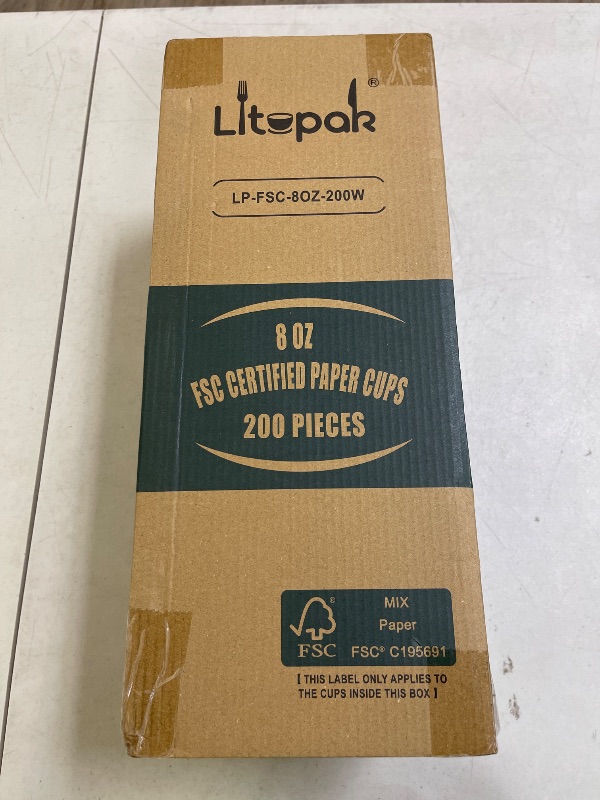 Litopak®
LP-FSC-8OZ-200W
8 OZ
FSC CERTIFIED PAPER CUPS
200 PIECES
®
FSC
MIX
Paper
FSC® C195691
[ THIS LABEL ONLY APPLIES TO
THE CUPS INSIDE THIS BOX ]